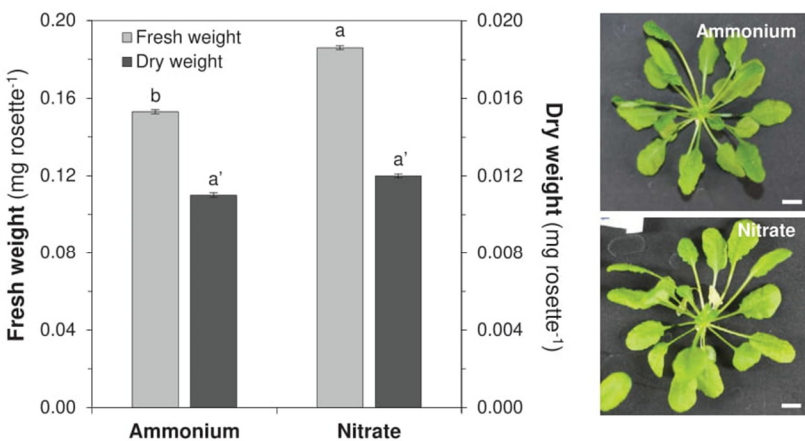 Fresh weight (mg rosette⁻¹)
0.20
0.16
0.12
0.08
0.04
0.00
Fresh weight
Dry weight
b
a'
a
a'
Ammonium
Nitrate
0.020
0.016
0.012
0.008
0.004
0.000
Dry weight (mg rosette⁻¹)
Ammonium
Nitrate